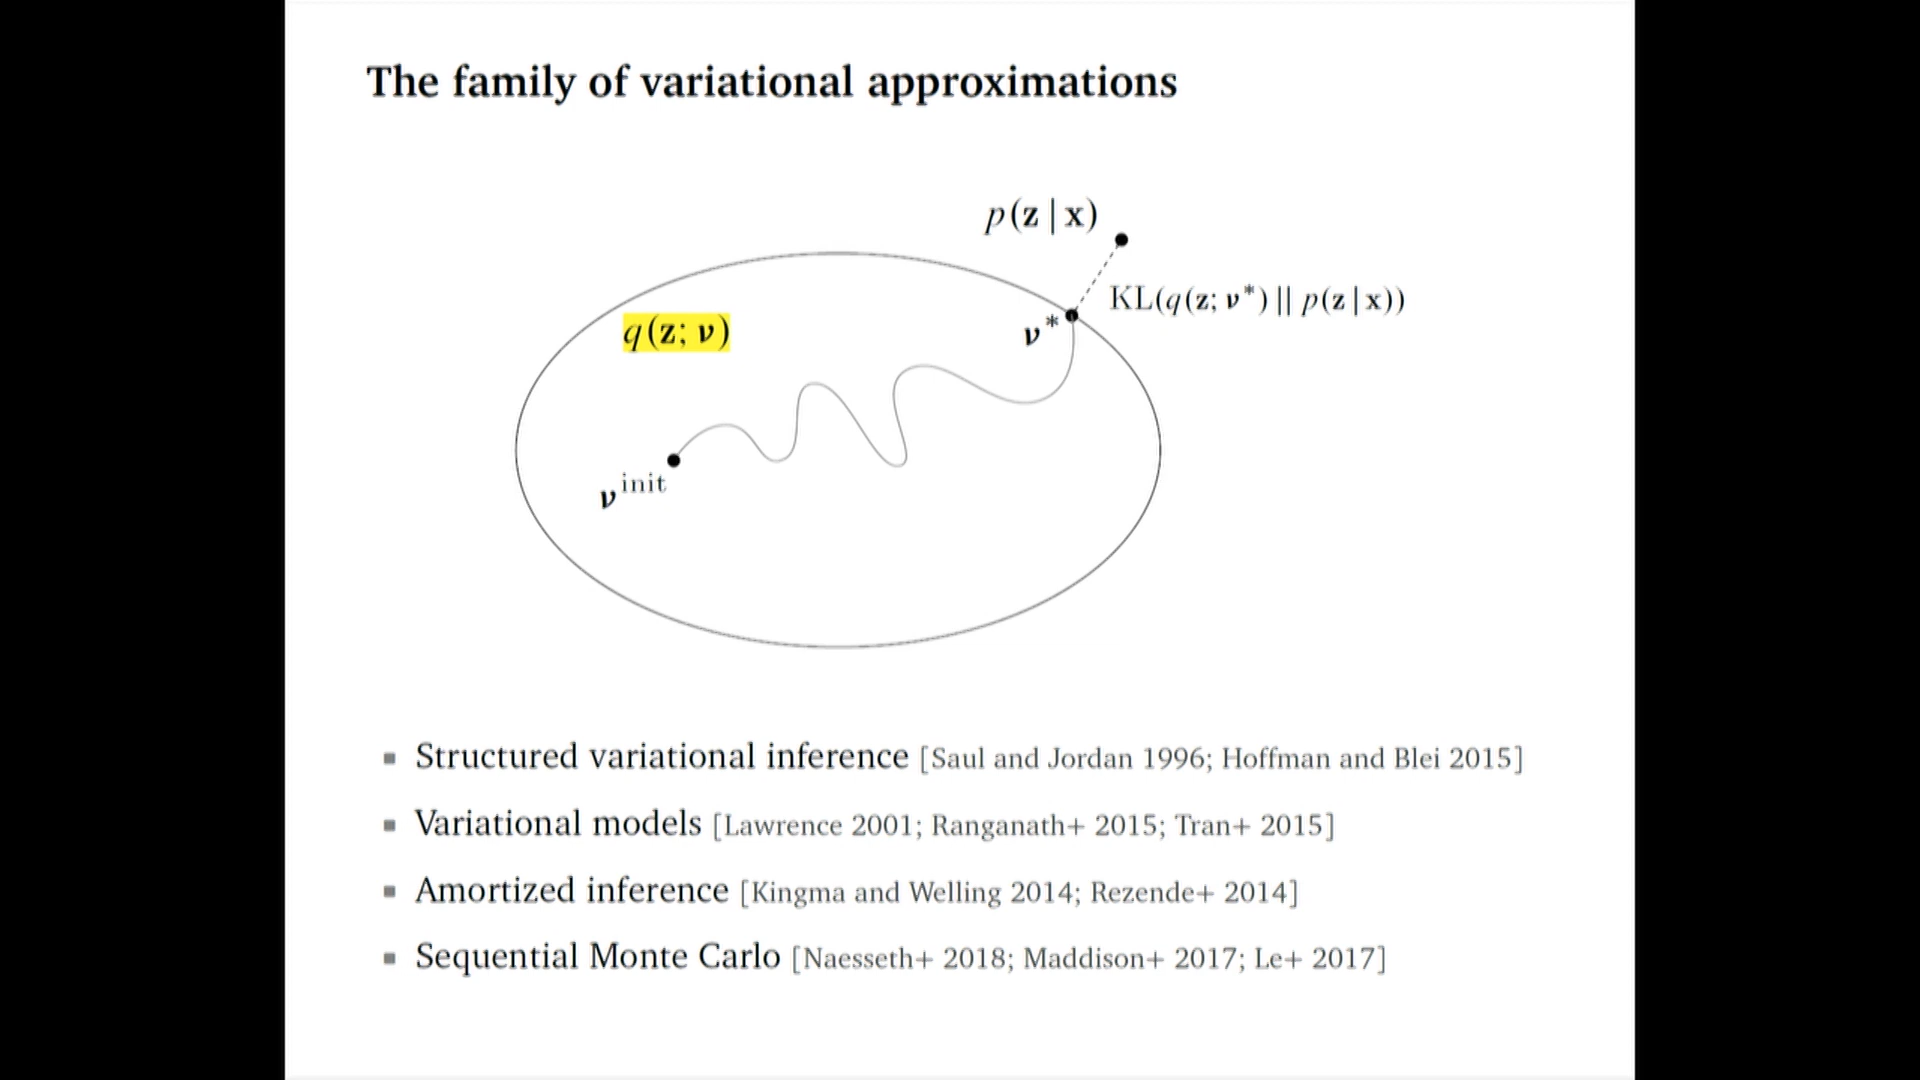 The family of variational approximations
p(z | x)
KL(q(z; ν*) || p(z | x))
q(z; ν)
ν*
ν^init
▪ Structured variational inference [Saul and Jordan 1996; Hoffman and Blei 2015]
▪ Variational models [Lawrence 2001; Ranganath+ 2015; Tran+ 2015]
▪ Amortized inference [Kingma and Welling 2014; Rezende+ 2014]
▪ Sequential Monte Carlo [Naesseth+ 2018; Maddison+ 2017; Le+ 2017]